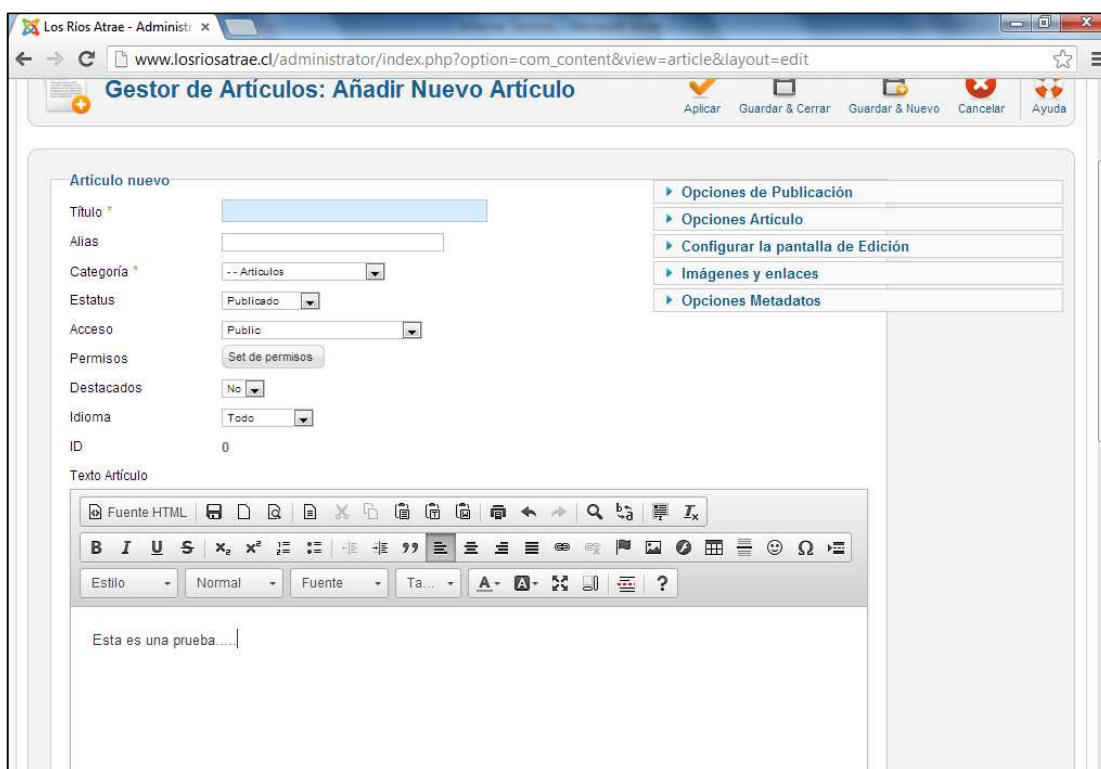 Los Ríos Atrae - Administr
www.losriosatrae.cl/administrador/index.php?option=com_content&view=article&layout=edit
Gestor de Artículos: Añadir Nuevo Artículo
Aplicar Guardar & Cerrar Guardar & Nuevo Cancelar Ayuda
Artículo nuevo
Título *
Alias
Categoría * - - Articulos
Estatus Publicado
Acceso Public
Permisos Set de permisos
Destacados No
Idioma Todo
ID 0
Texto Artículo
Opciones de Publicación
Opciones Artículo
Configurar la pantalla de Edición
Imágenes y enlaces
Opciones Metadatos
Fuente HTML
Estilo Normal Fuente Ta...
Esta es una prueba.....